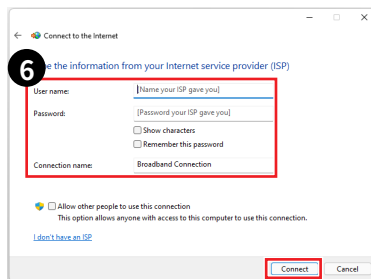 Connect to the Internet
6
e the information from your Internet service provider (ISP)
User name:
[Name your ISP gave you]
Password:
[Password your ISP gave you]
Show characters
Remember this password
Connection name:
Broadband Connection
Allow other people to use this connection
This option allows anyone with access to this computer to use this connection.
I don't have an ISP
Connect
Cancel